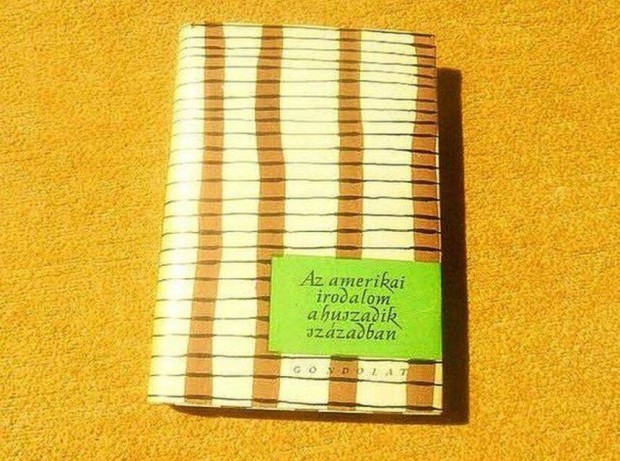 Az amerikai
irodalom
a huszadik
században
GONDOLAT